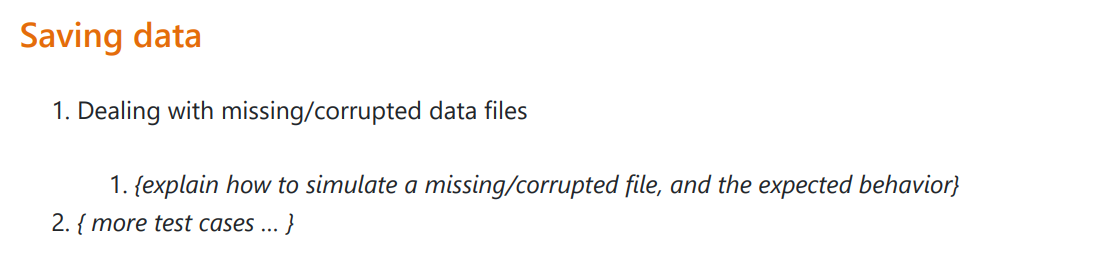 Saving data
1. Dealing with missing/corrupted data files
1. {explain how to simulate a missing/corrupted file, and the expected behavior}
2. { more test cases … }